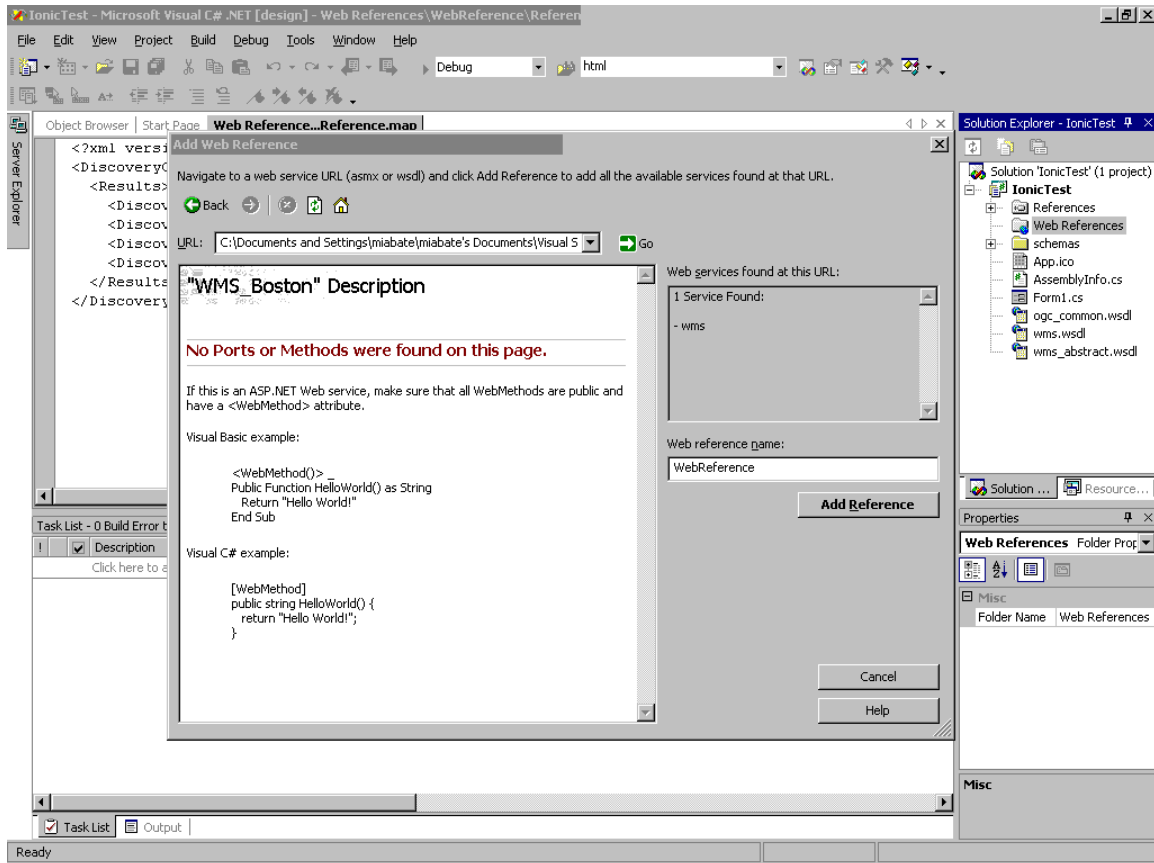 IonicTest - Microsoft Visual C# .NET [design] - Web References\WebReference\Referen
File Edit View Project Build Debug Tools Window Help
Debug html
Object Browser | Start Page Web Reference...Reference.map
Server Explorer
<?xml versi
<DiscoveryC
<Results>
<Discov
<Discov
<Discov
<Discov
</Results
</Discovery
Add Web Reference
Navigate to a web service URL (asmx or wsdl) and click Add Reference to add all the available services found at that URL.
Back
URL: C:\Documents and Settings\miabate\miabate's Documents\Visual S Go
"WMS_Boston" Description
No Ports or Methods were found on this page.
If this is an ASP.NET Web service, make sure that all WebMethods are public and
have a <WebMethod> attribute.
Visual Basic example:
<WebMethod()> _
Public Function HelloWorld() as String
Return "Hello World!"
End Sub
Visual C# example:
[WebMethod]
public string HelloWorld() {
return "Hello World!";
}
Web services found at this URL:
1 Service Found:
- wms
Web reference name:
WebReference
Add Reference
Cancel
Help
Solution Explorer - IonicTest
Solution 'IonicTest' (1 project)
IonicTest
References
Web References
schemas
App.ico
AssemblyInfo.cs
Form1.cs
ogc_common.wsdl
wms.wsdl
wms_abstract.wsdl
Solution ... Resource...
Properties
Web References Folder Prop
Misc
Folder Name Web References
Misc
Task List - 0 Build Error t
! Description
Click here to a
Task List Output
Ready